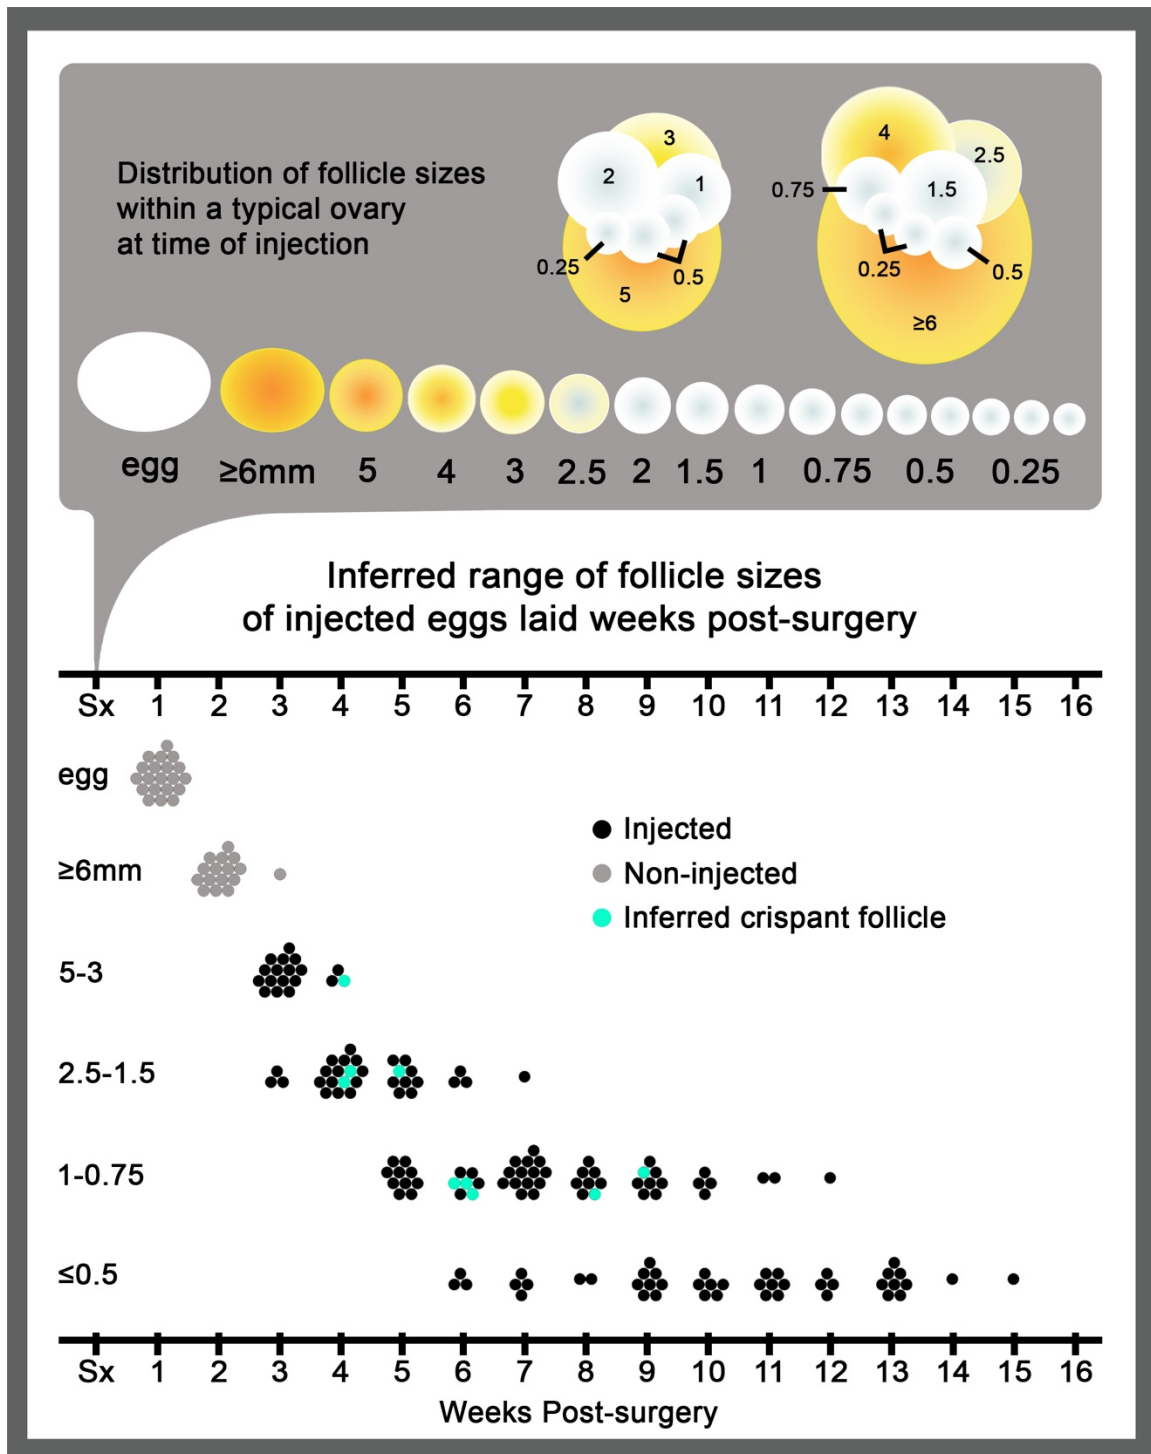 Distribution of follicle sizes
within a typical ovary
at time of injection
3
2
1
0.25
0.5
5
4
2.5
0.75
1.5
0.25
0.5
≥6
egg ≥6mm 5 4 3 2.5 2 1.5 1 0.75 0.5 0.25
Inferred range of follicle sizes
of injected eggs laid weeks post-surgery
Sx 1 2 3 4 5 6 7 8 9 10 11 12 13 14 15 16
egg
≥6mm
5-3
2.5-1.5
1-0.75
≤0.5
Injected
Non-injected
Inferred crispant follicle
Sx 1 2 3 4 5 6 7 8 9 10 11 12 13 14 15 16
Weeks Post-surgery